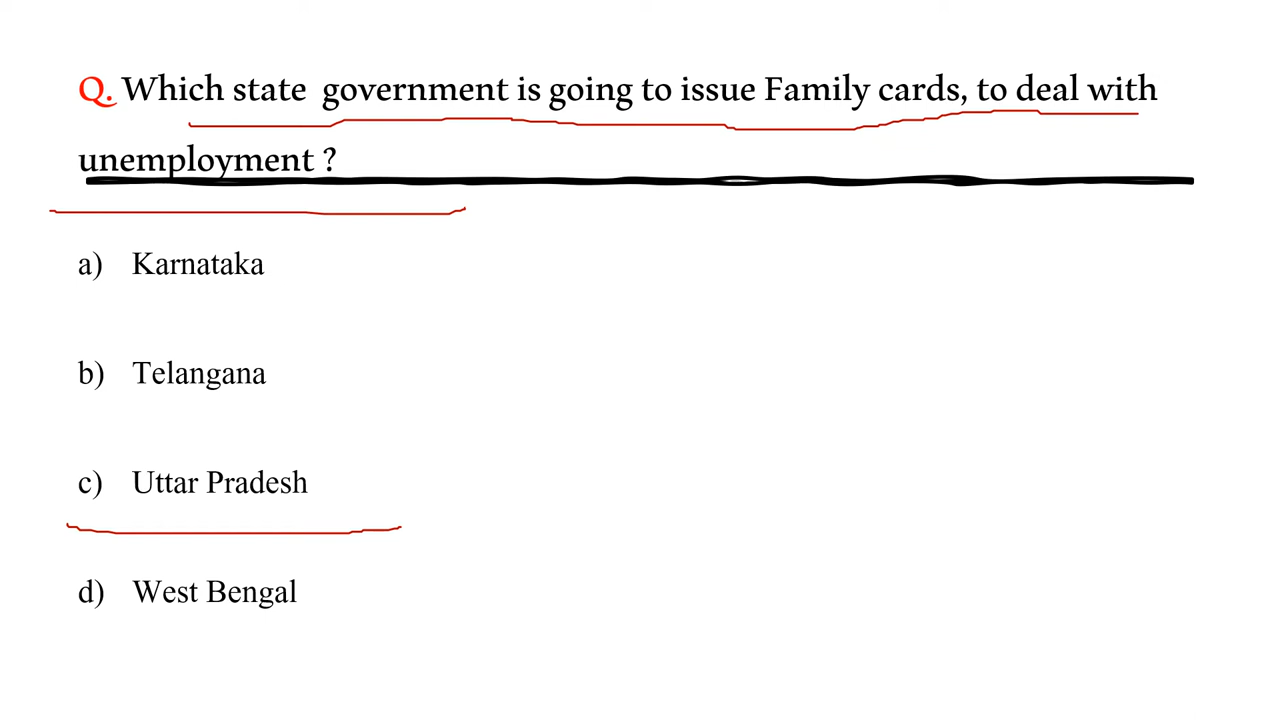 Q. Which state government is going to issue Family cards, to deal with
unemployment ?
a) Karnataka
b) Telangana
c) Uttar Pradesh
d) West Bengal